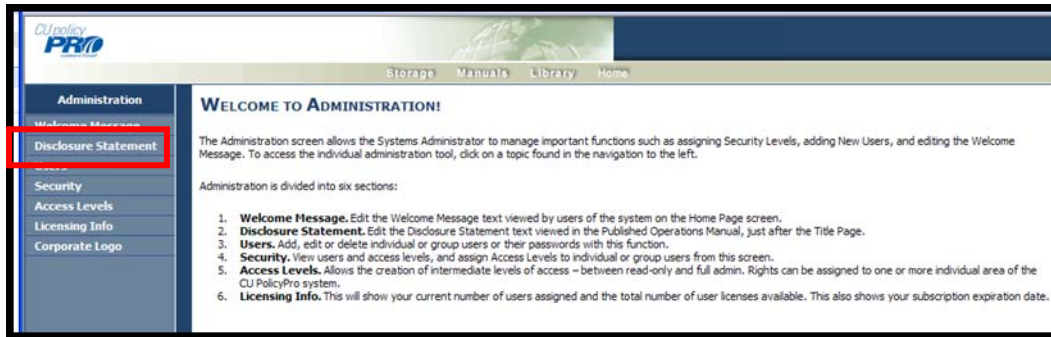 CU policy
PRO
Storage Manuals Library Home
Administration
Welcome Message
Disclosure Statement
Users
Security
Access Levels
Licensing Info
Corporate Logo
WELCOME TO ADMINISTRATION!
The Administration screen allows the Systems Administrator to manage important functions such as assigning Security Levels, adding New Users, and editing the Welcome
Message. To access the individual administration tool, click on a topic found in the navigation to the left.
Administration is divided into six sections:
1. Welcome Message. Edit the Welcome Message text viewed by users of the system on the Home Page screen.
2. Disclosure Statement. Edit the Disclosure Statement text viewed in the Published Operations Manual, just after the Title Page.
3. Users. Add, edit or delete individual or group users or their passwords with this function.
4. Security. View users and access levels, and assign Access Levels to individual or group users from this screen.
5. Access Levels. Allows the creation of intermediate levels of access – between read-only and full admin. Rights can be assigned to one or more individual area of the
CU PolicyPro system.
6. Licensing Info. This will show your current number of users assigned and the total number of user licenses available. This also shows your subscription expiration date.